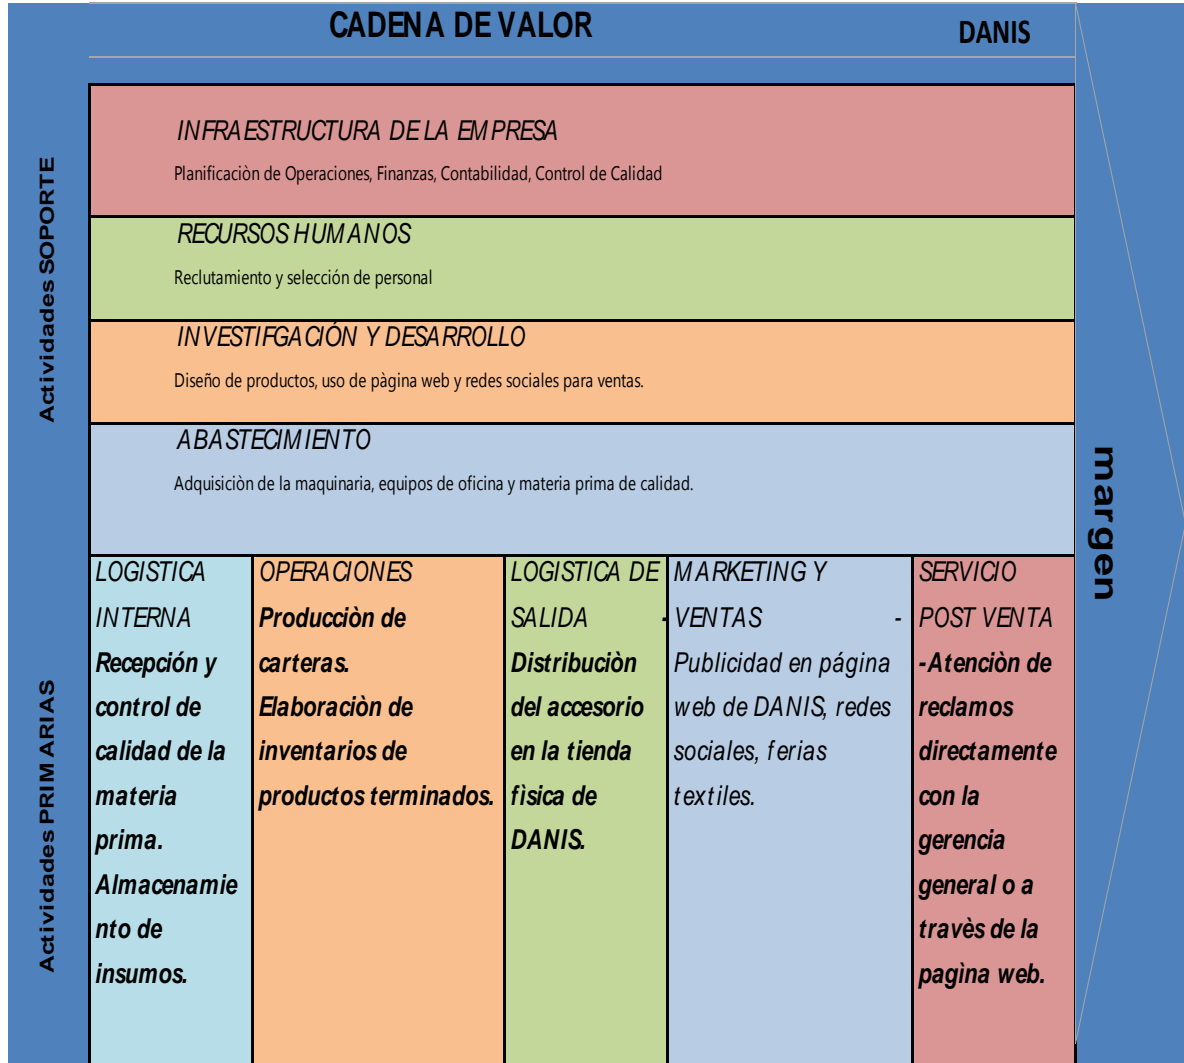 CADENA DE VALOR
DANIS
Actividades SOPORTE
INFRAESTRUCTURA DE LA EMPRESA
Planificaciòn de Operaciones, Finanzas, Contabilidad, Control de Calidad
RECURSOS HUMANOS
Reclutamiento y selección de personal
INVESTIFGACIÓN Y DESARROLLO
Diseño de productos, uso de pàgina web y redes sociales para ventas.
ABASTECIMIENTO
Adquisiciòn de la maquinaria, equipos de oficina y materia prima de calidad.
margen
Actividades PRIMARIAS
LOGISTICA
INTERNA
Recepción y
control de
calidad de la
materia
prima.
Almacenamie
nto de
insumos.
OPERACIONES
Producciòn de
carteras.
Elaboraciòn de
inventarios de
productos terminados.
LOGISTICA DE
SALIDA -
Distribuciòn
del accesorio
en la tienda
fìsica de
DANIS.
MARKETING Y
VENTAS -
Publicidad en página
web de DANIS, redes
sociales, ferias
textiles.
SERVICIO
POST VENTA
-Atenciòn de
reclamos
directamente
con la
gerencia
general o a
travès de la
pagìna web.